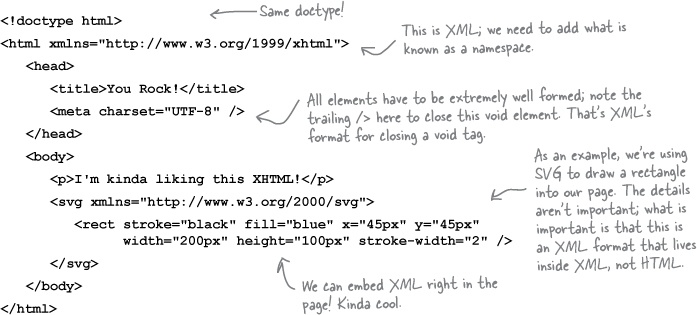 <!doctype html>
Same doctype!
<html xmlns="http://www.w3.org/1999/xhtml">
This is XML; we need to add what is
known as a namespace.
<head>
<title>You Rock!</title>
<meta charset="UTF-8" />
All elements have to be extremely well formed; note the
trailing /> here to close this void element. That's XML's
format for closing a void tag.
</head>
<body>
<p>I'm kinda liking this XHTML!</p>
<svg xmlns="http://www.w3.org/2000/svg">
<rect stroke="black" fill="blue" x="45px" y="45px"
width="200px" height="100px" stroke-width="2" />
As an example, we're using
SVG to draw a rectangle
into our page. The details
aren't important; what is
important is that this is
an XML format that lives
inside XML, not HTML.
</svg>
We can embed XML right in the
page! Kinda cool.
</body>
</html>